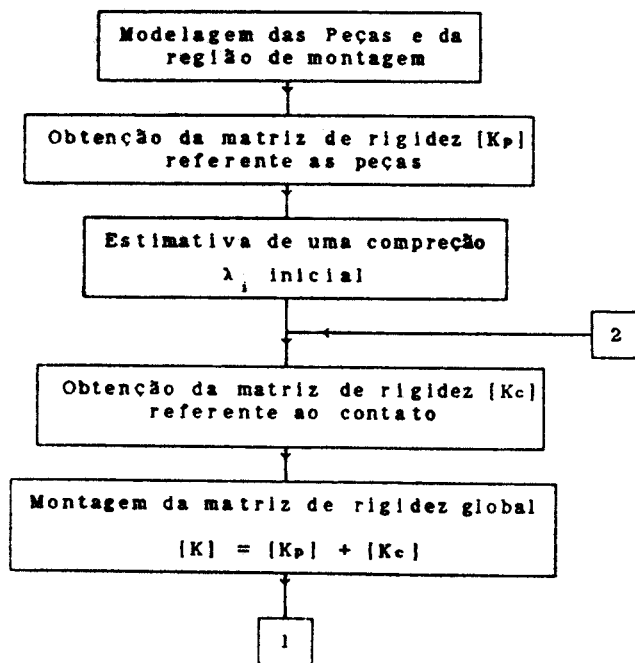 Modelagem das Peças e da
região de montagem
Obtenção da matriz de rigidez [Kp]
referente as peças
Estimativa de uma compreção
λi inicial
2
Obtenção da matriz de rigidez [Kc]
referente ao contato
Montagem da matriz de rigidez global
[K] = [Kp] + [Kc]
1